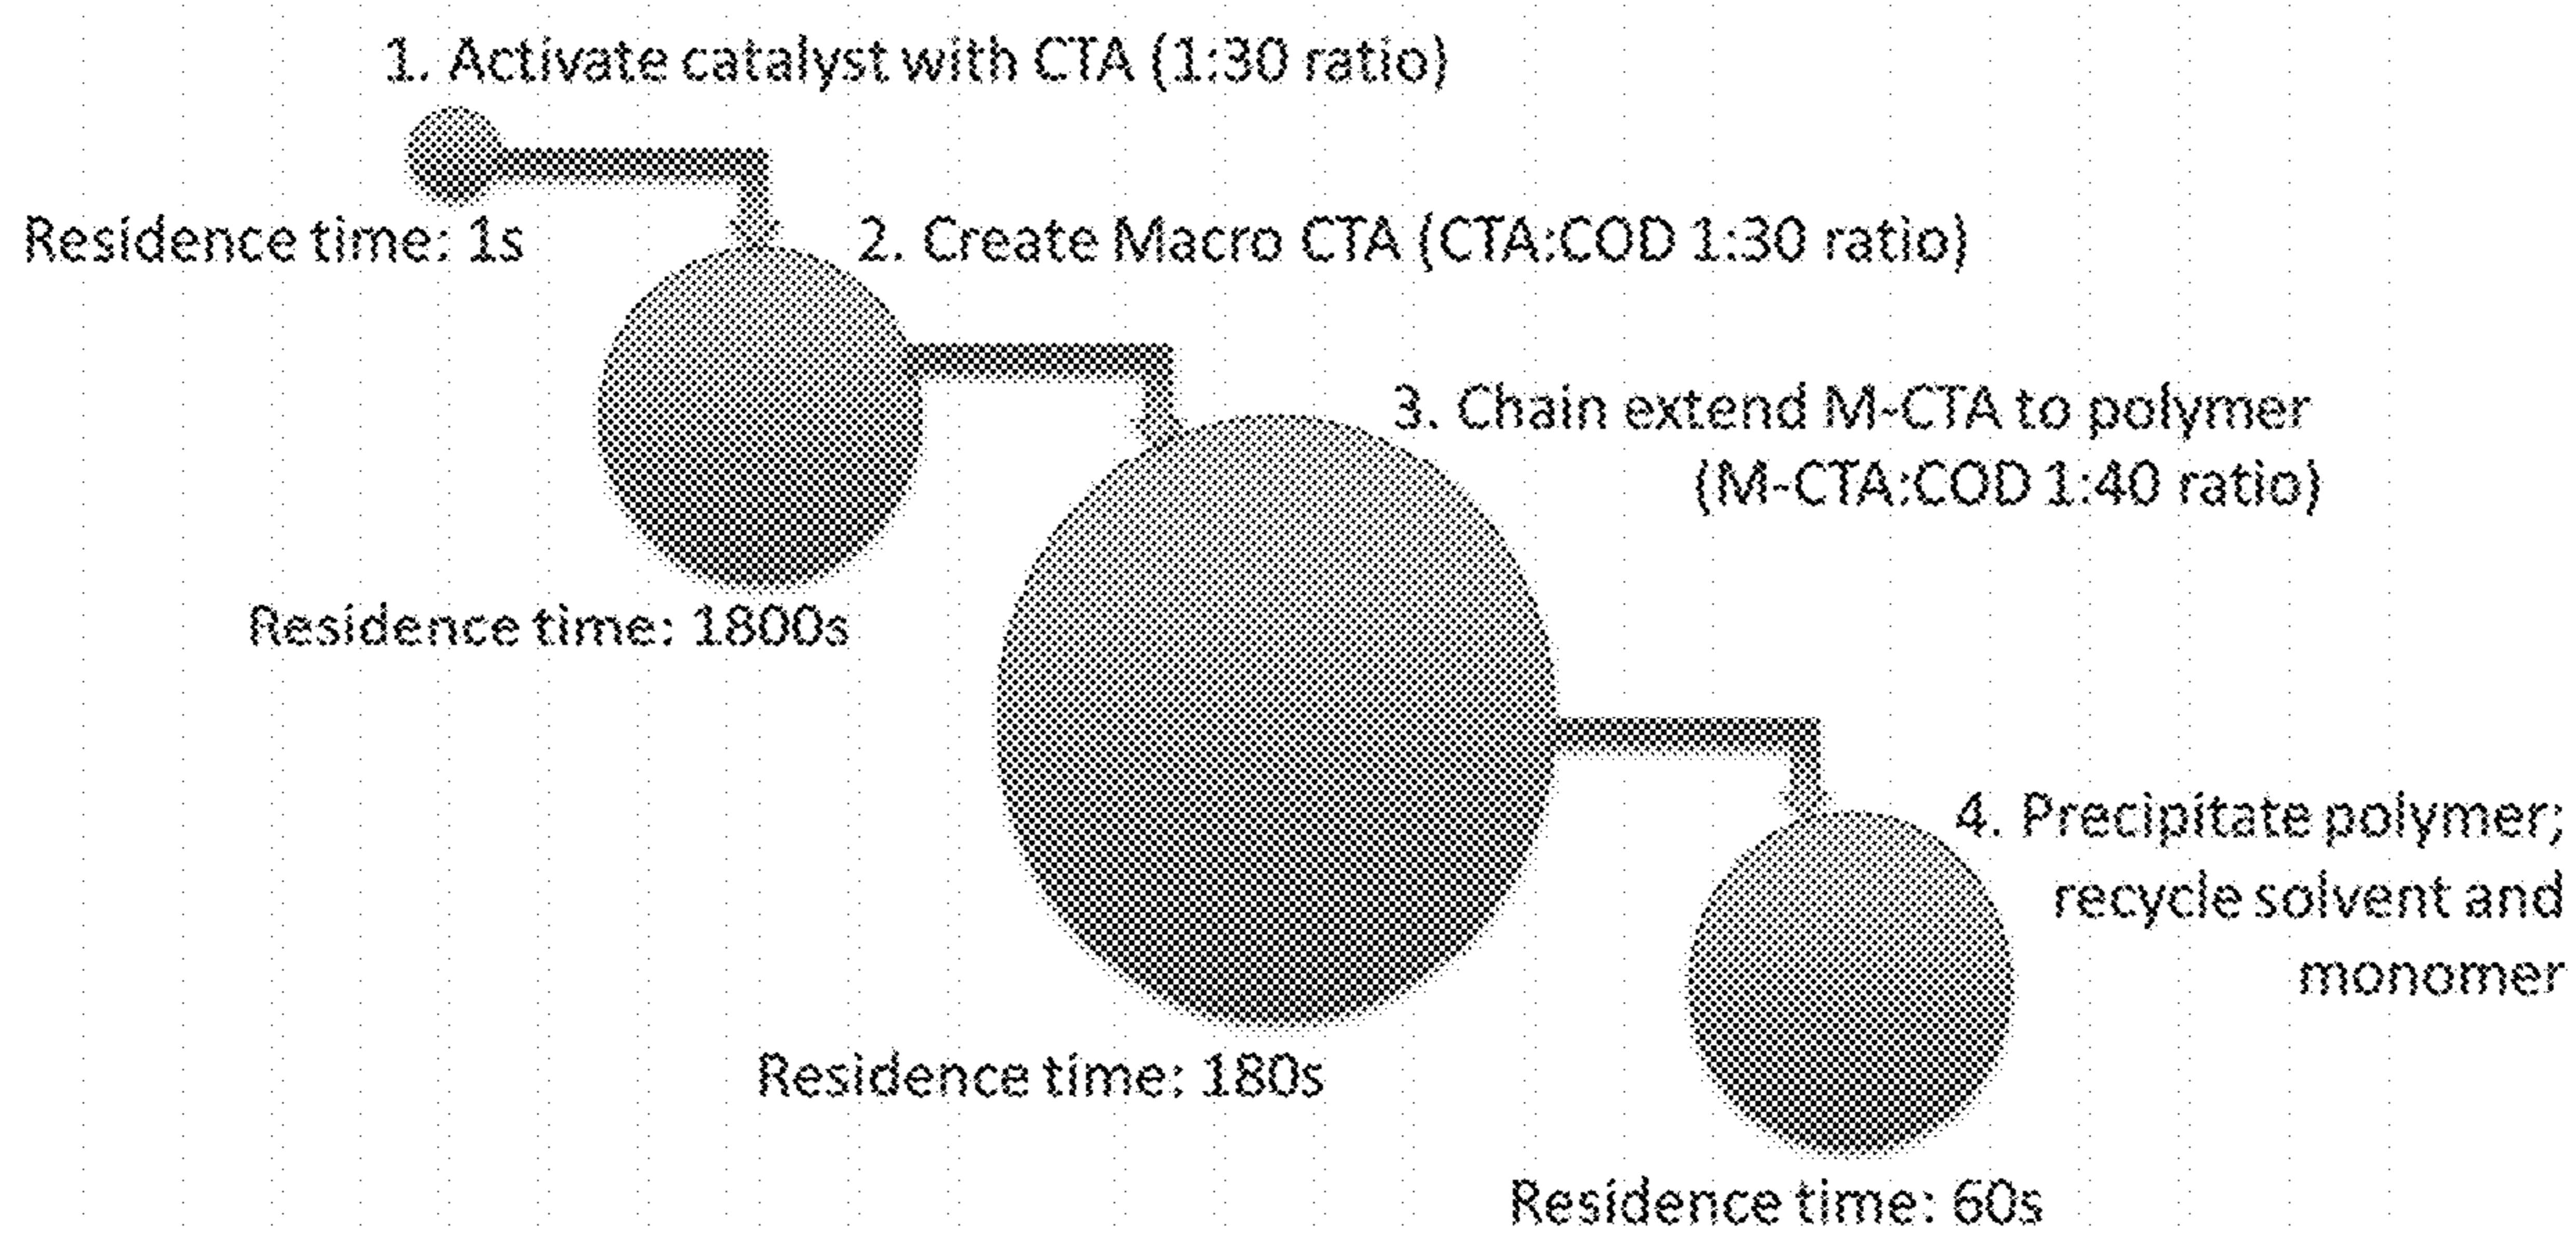 1. Activate catalyst with CTA (1:30 ratio)
Residence time: 1s
2. Create Macro CTA (CTA:COD 1:30 ratio)
3. Chain extend M-CTA to polymer
(M-CTA:COD 1:40 ratio)
Residence time: 1800s
4. Precipitate polymer;
recycle solvent and
monomer
Residence time: 180s
Residence time: 60s